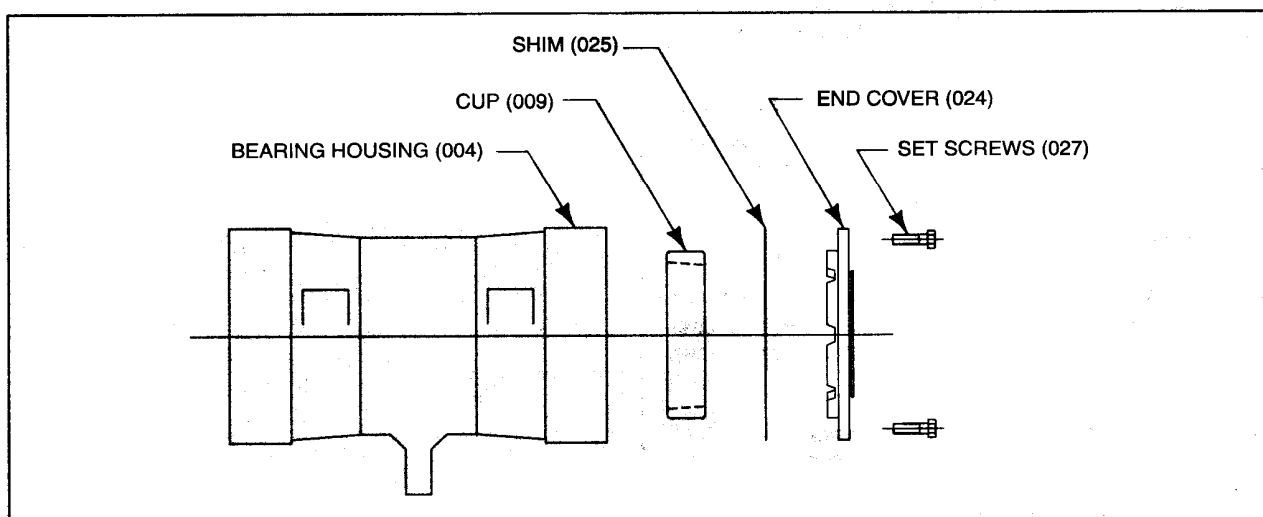 SHIM (025)
CUP (009)
END COVER (024)
BEARING HOUSING (004)
SET SCREWS (027)